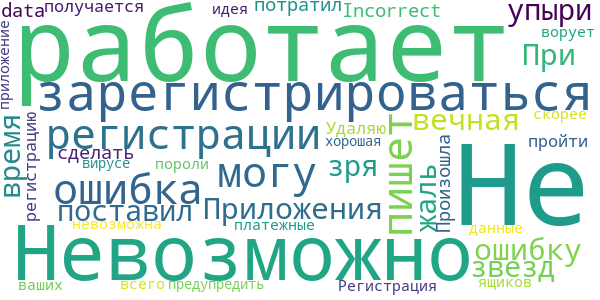 data получается идея потратил Incorrect упыри
приложение работает При ворует
зарегистрироваться
время регистрации вечная скорее
Удаляю
сделать вирусе пороли могу зря хорошая пишет Произошла пройти
регистрацию ошибка жаль
поставил Приложения
невозможна платежные данные
Не
Невозможно ошибку
звезд
ваших всего предупредить Регистрация ящиков